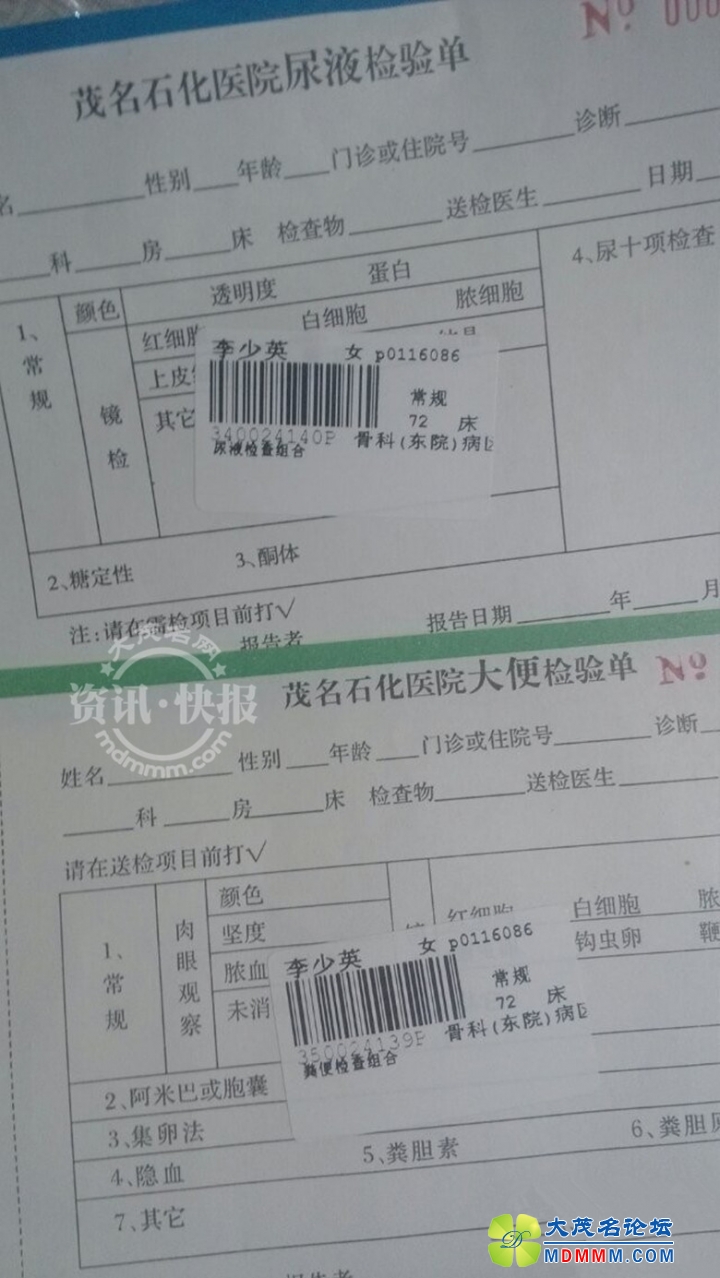 № 000
茂名石化医院尿液检验单
名 性别 年龄 门诊或住院号 诊断
科 房 床 检查物 送检医生 日期
1、常规 颜色 透明度 蛋白 4、尿十项检查
镜检 红细胞 白细胞 脓细胞
上皮
其它
李少英 女 p0116086
常规
72 床
340024140P 骨科(东院)病区
尿液检查组合
2、糖定性 3、酮体
注:请在需检项目前打√
报告者 报告日期 年 月
大茂名网
资讯·快报
mdmmm.com
茂名石化医院大便检验单 №
姓名 性别 年龄 门诊或住院号 诊断
科 房 床 检查物 送检医生
请在送检项目前打√
1、常规 肉眼观察 颜色
坚度 红细胞 白细胞 脓
脓血 钩虫卵 鞭
未消
李少英 女 p0116086
常规
72 床
350024139P 骨科(东院)病区
粪便检查组合
2、阿米巴或胞囊
3、集卵法
4、隐血 5、粪胆素 6、粪胆原
7、其它
报告者
大茂名论坛
MDMMM.COM